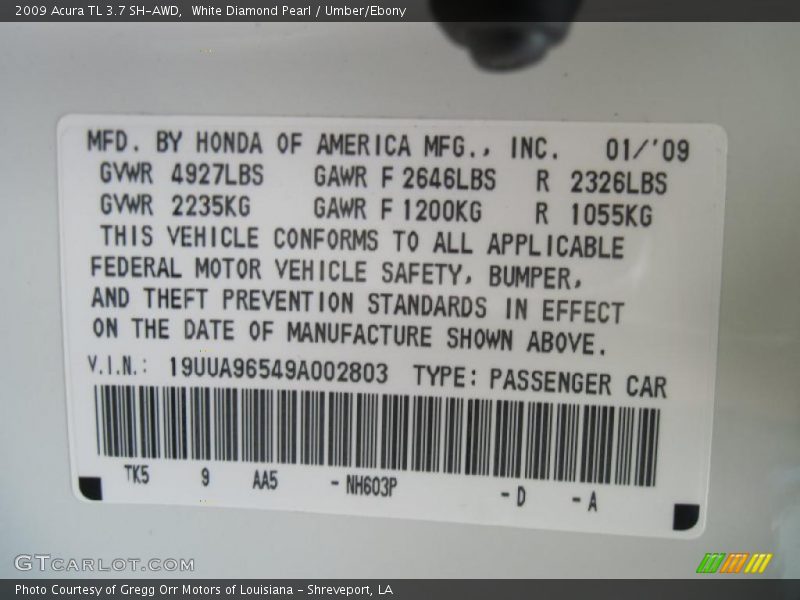 2009 Acura TL 3.7 SH-AWD,  White Diamond Pearl / Umber/Ebony
MFD. BY HONDA OF AMERICA MFG., INC. 01/'09
GVWR 4927LBS GAWR F 2646LBS R 2326LBS
GVWR 2235KG GAWR F 1200KG R 1055KG
THIS VEHICLE CONFORMS TO ALL APPLICABLE
FEDERAL MOTOR VEHICLE SAFETY, BUMPER,
AND THEFT PREVENTION STANDARDS IN EFFECT
ON THE DATE OF MANUFACTURE SHOWN ABOVE.
V.I.N.: 19UUA96549A002803 TYPE: PASSENGER CAR
TK5 9 AA5 -NH603P -D -A
GTCARLOT.COM
Photo Courtesy of Gregg Orr Motors of Louisiana - Shreveport, LA